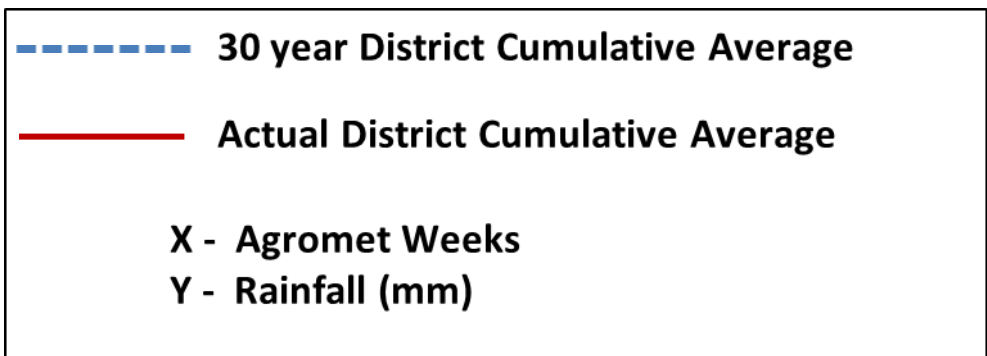 30 year District Cumulative Average
Actual District Cumulative Average
X - Agromet Weeks
Y - Rainfall (mm)